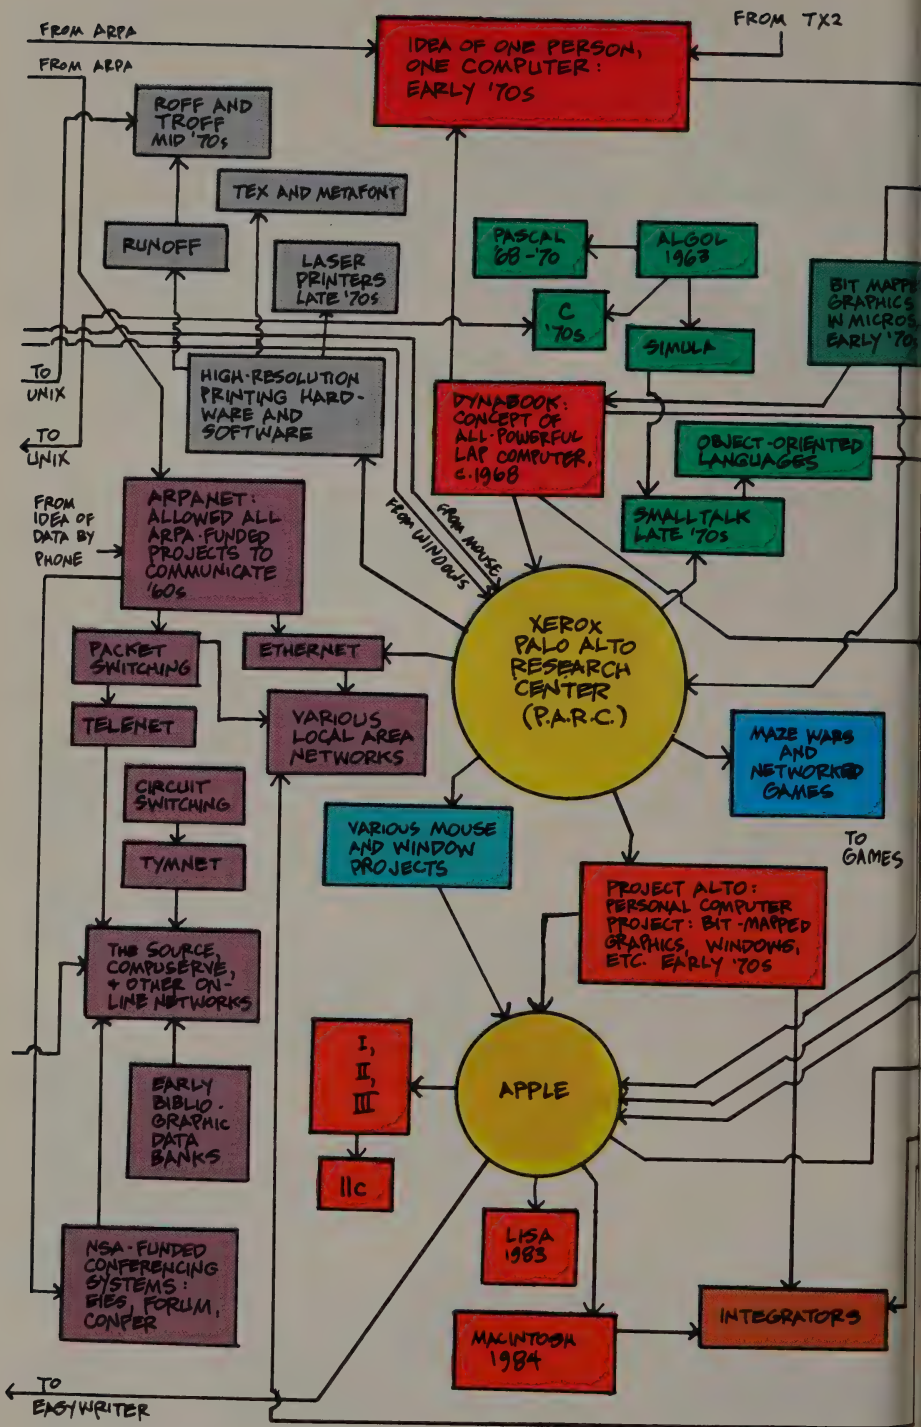 FROM ARPA
FROM TX2
IDEA OF ONE PERSON,
ONE COMPUTER:
EARLY '70s
FROM ARPA
ROFF AND
TROFF
MID '70s
TEX AND METAFONT
RUNOFF
LASER
PRINTERS
LATE '70s
PASCAL
'68-'70
ALGOL
1963
C
'70s
SIMULA
BIT MAPPE
GRAPHICS
IN MICROS,
EARLY '70s
TO
UNIX
HIGH-RESOLUTION
PRINTING HARD-
WARE AND
SOFTWARE
DYNABOOK:
CONCEPT OF
ALL-POWERFUL
LAP COMPUTER,
c.1968
TO
UNIX
OBJECT-ORIENTED
LANGUAGES
SMALLTALK
LATE '70s
FROM
IDEA OF
DATA BY
PHONE
ARPANET:
ALLOWED ALL
ARPA-FUNDED
PROJECTS TO
COMMUNICATE
'60s
FROM MOUSE
FROM WINDOWS
XEROX
PALO ALTO
RESEARCH
CENTER
(P.A.R.C.)
PACKET
SWITCHING
ETHERNET
TELENET
VARIOUS
LOCAL AREA
NETWORKS
MAZE WARS
AND
NETWORKED
GAMES
CIRCUIT
SWITCHING
TYMNET
VARIOUS MOUSE
AND WINDOW
PROJECTS
TO
GAMES
PROJECT ALTO:
PERSONAL COMPUTER
PROJECT: BIT-MAPPED
GRAPHICS, WINDOWS,
ETC. EARLY '70s
THE SOURCE,
COMPUSERVE,
+ OTHER ON-
LINE NETWORKS
I,
II,
III
APPLE
EARLY
BIBLIO-
GRAPHIC
DATA
BANKS
IIc
LISA
1983
NSA-FUNDED
CONFERENCING
SYSTEMS:
EIES, FORUM,
CONFER
MACINTOSH
1984
INTEGRATORS
TO
EASYWRITER